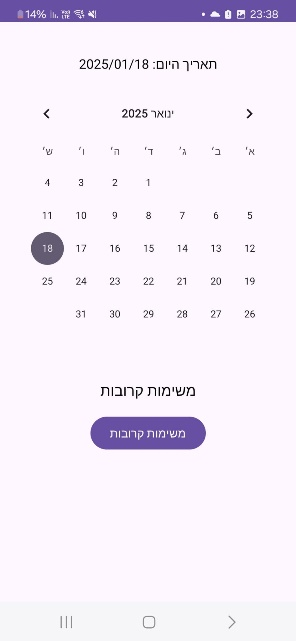 14% 23:38
תאריך היום: 2025/01/18
ינואר 2025
א׳ ב׳ ג׳ ד׳ ה׳ ו׳ ש׳
1 2 3 4
5 6 7 8 9 10 11
12 13 14 15 16 17 18
19 20 21 22 23 24 25
26 27 28 29 30 31
משימות קרובות
משימות קרובות